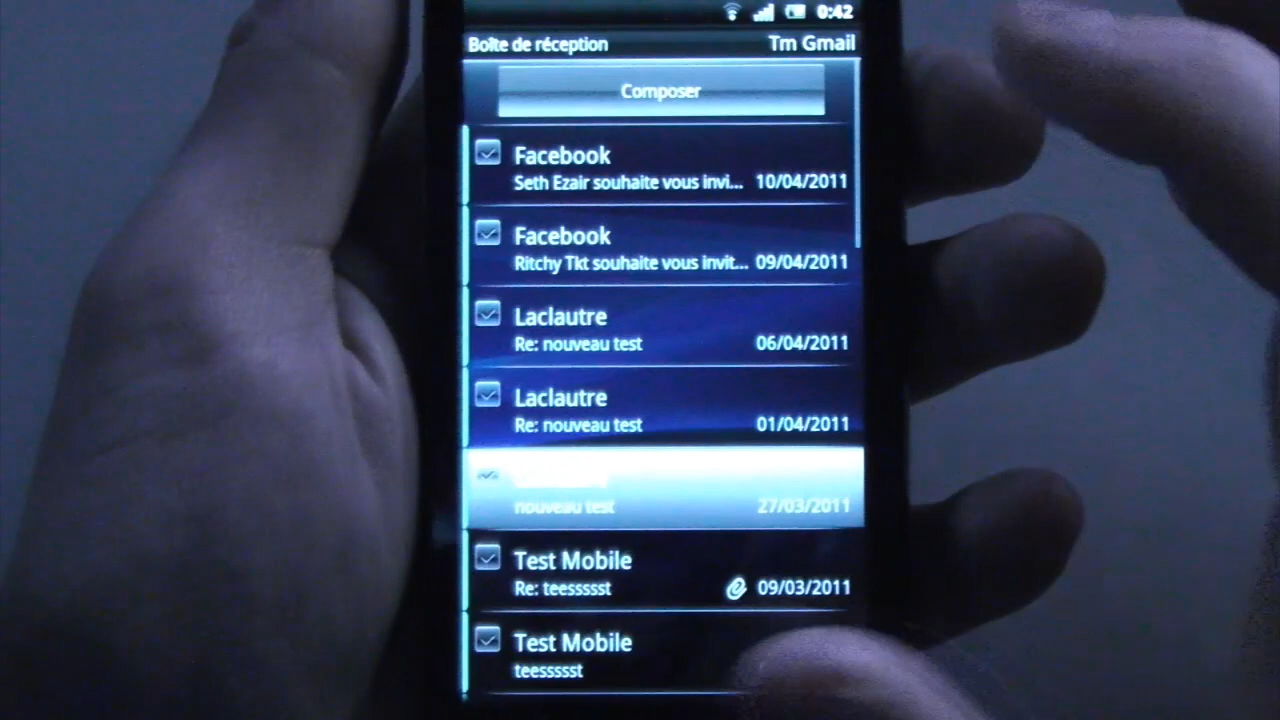 0:42
Boîte de réception Tm Gmail
Composer
Facebook
Seth Ezair souhaite vous invi... 10/04/2011
Facebook
Ritchy Tkt souhaite vous invit... 09/04/2011
Laclautre
Re: nouveau test 06/04/2011
Laclautre
Re: nouveau test 01/04/2011
nouveau test 27/03/2011
Test Mobile
Re: teessssst 09/03/2011
Test Mobile
teessssst